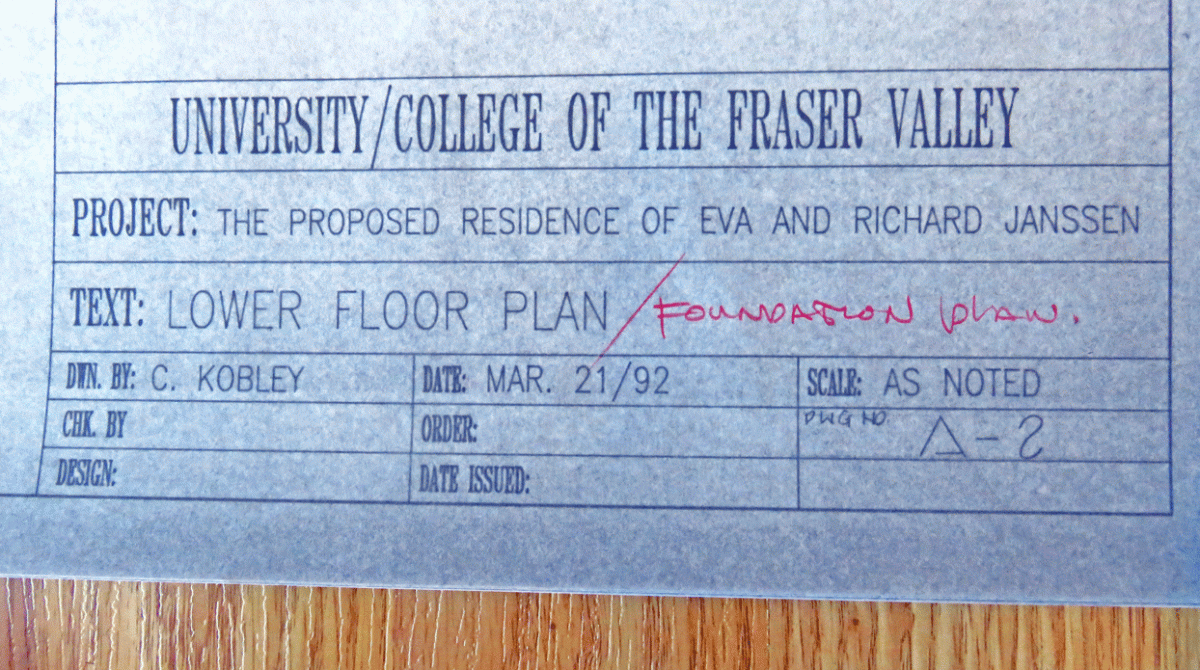 UNIVERSITY/COLLEGE OF THE FRASER VALLEY
PROJECT: THE PROPOSED RESIDENCE OF EVA AND RICHARD JANSSEN
TEXT: LOWER FLOOR PLAN / FOUNDATION PLAN.
DWN. BY: C. KOBLEY DATE: MAR. 21/92 SCALE: AS NOTED
CHK. BY ORDER: DWG NO. A-2
DESIGN: DATE ISSUED: